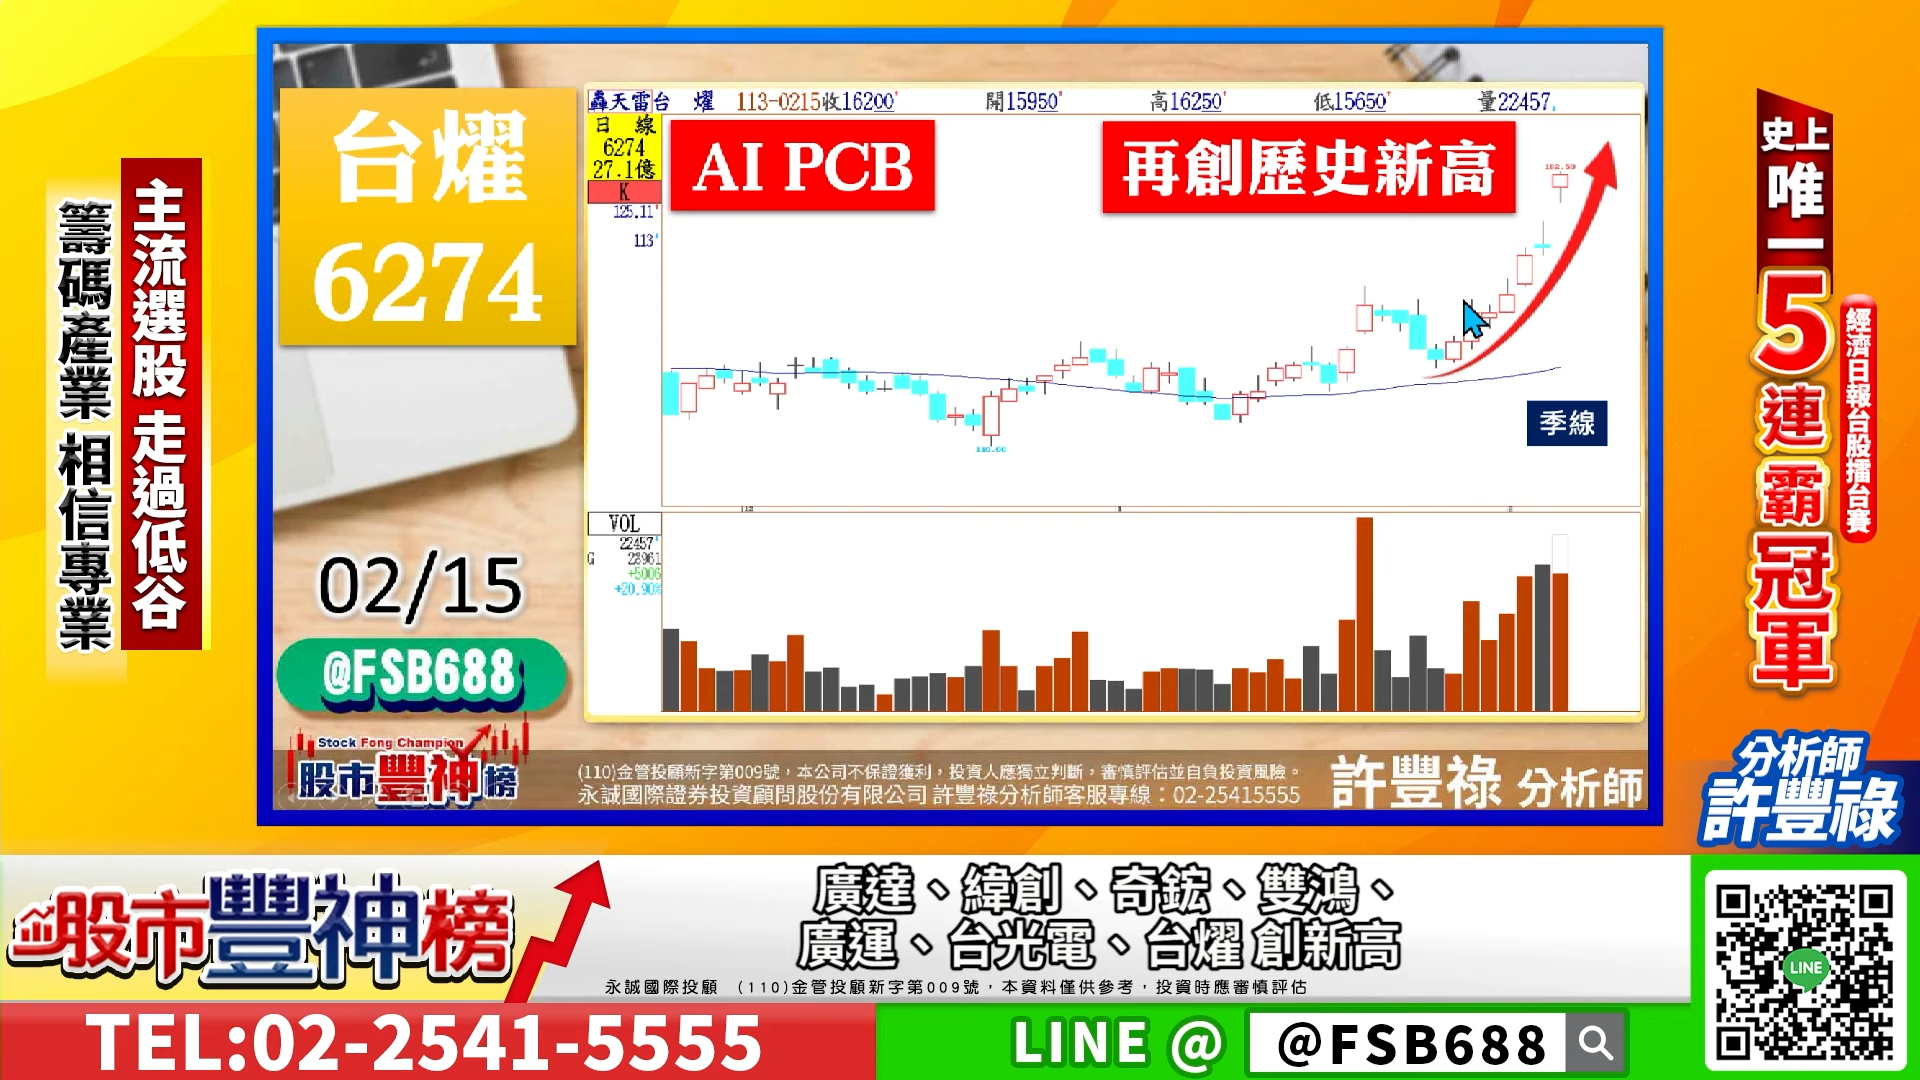 主流選股 走過低谷
籌碼產業 相信專業
台燿
6274
02/15
@FSB688
Stock Fong Champion
股市豐神榜
轟天雷台 燿 113-0215收16200 開15950 高16250 低15650 量22457
日 線
6274
27.1億
K
125.11
113
AI PCB
再創歷史新高
162.50
季線
110.00
12
VOL
22457
G 28961
+5006
+20.90%
(110)金管投顧新字第009號，本公司不保證獲利，投資人應獨立判斷，審慎評估並自負投資風險。
永誠國際證券投資顧問股份有限公司 許豐祿分析師客服專線：02-25415555
許豐祿 分析師
史上唯一5連霸冠軍
經濟日報台股擂台賽
分析師
許豐祿
股市豐神榜
廣達、緯創、奇鋐、雙鴻、
廣運、台光電、台燿 創新高
永誠國際投顧 (110)金管投顧新字第009號，本資料僅供參考，投資時應審慎評估
TEL:02-2541-5555
LINE @ @FSB688
LINE